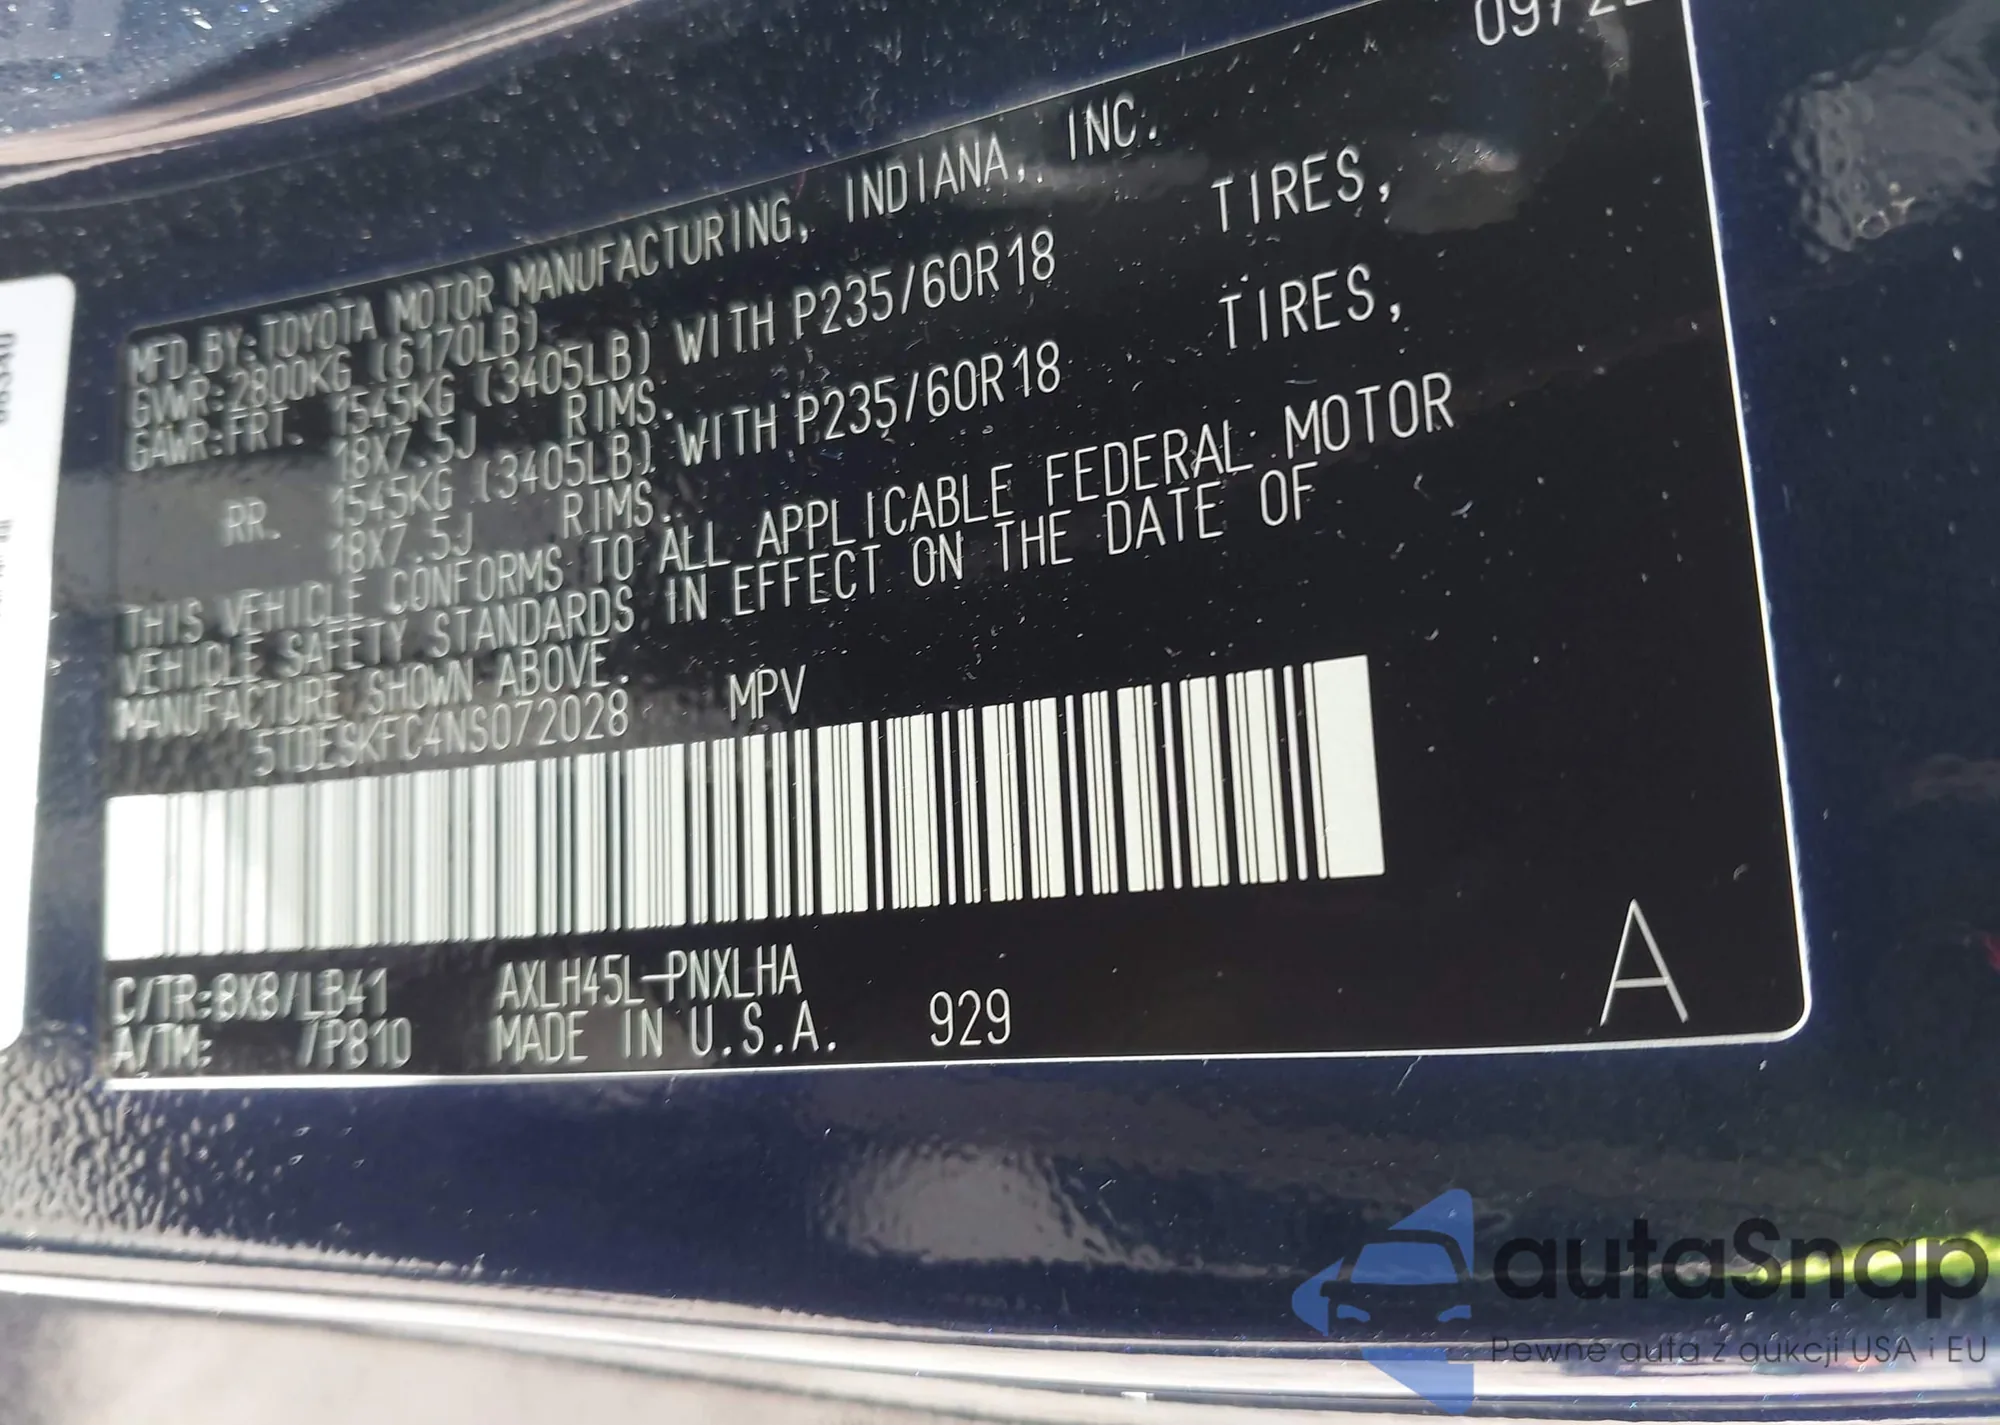 09/22
MFD.BY:TOYOTA MOTOR MANUFACTURING, INDIANA, INC.
GVWR:2800KG (6170LB)
GAWR:FRT. 1545KG (3405LB) WITH P235/60R18 TIRES,
18X7.5J RIMS.
RR. 1545KG (3405LB) WITH P235/60R18 TIRES,
18X7.5J RIMS.
THIS VEHICLE CONFORMS TO ALL APPLICABLE FEDERAL MOTOR
VEHICLE SAFETY STANDARDS IN EFFECT ON THE DATE OF
MANUFACTURE SHOWN ABOVE.
5TDESKFC4NS072028 MPV
C/TR:8X8/LB41 AXLH45L-PNXLHA
A/TM: /P810 MADE IN U.S.A. 929
A
autaSnap
Pewne auta z aukcji USA i EU